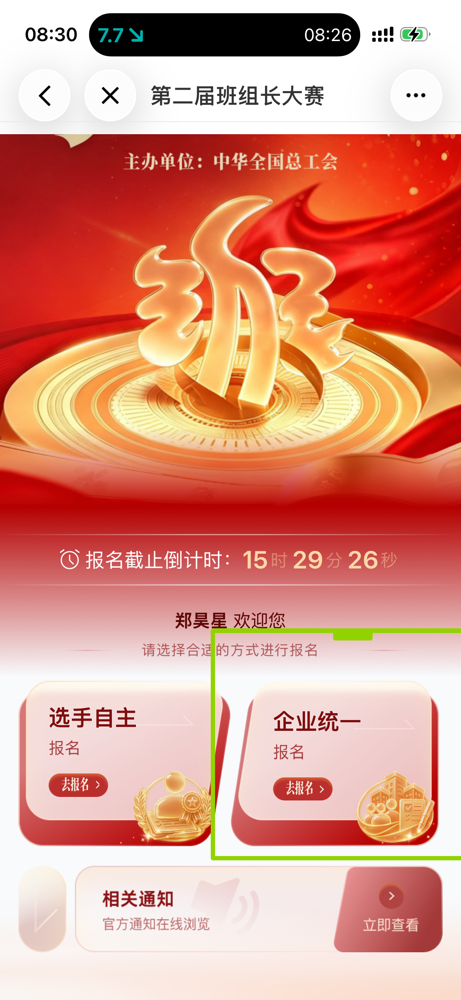 08:30
7.7
08:26
第二届班组长大赛
主办单位：中华全国总工会
报名截止倒计时：15时29分26秒
郑昊星 欢迎您
请选择合适的方式进行报名
选手自主
报名
去报名
企业统一
报名
去报名
相关通知
官方通知在线浏览
立即查看